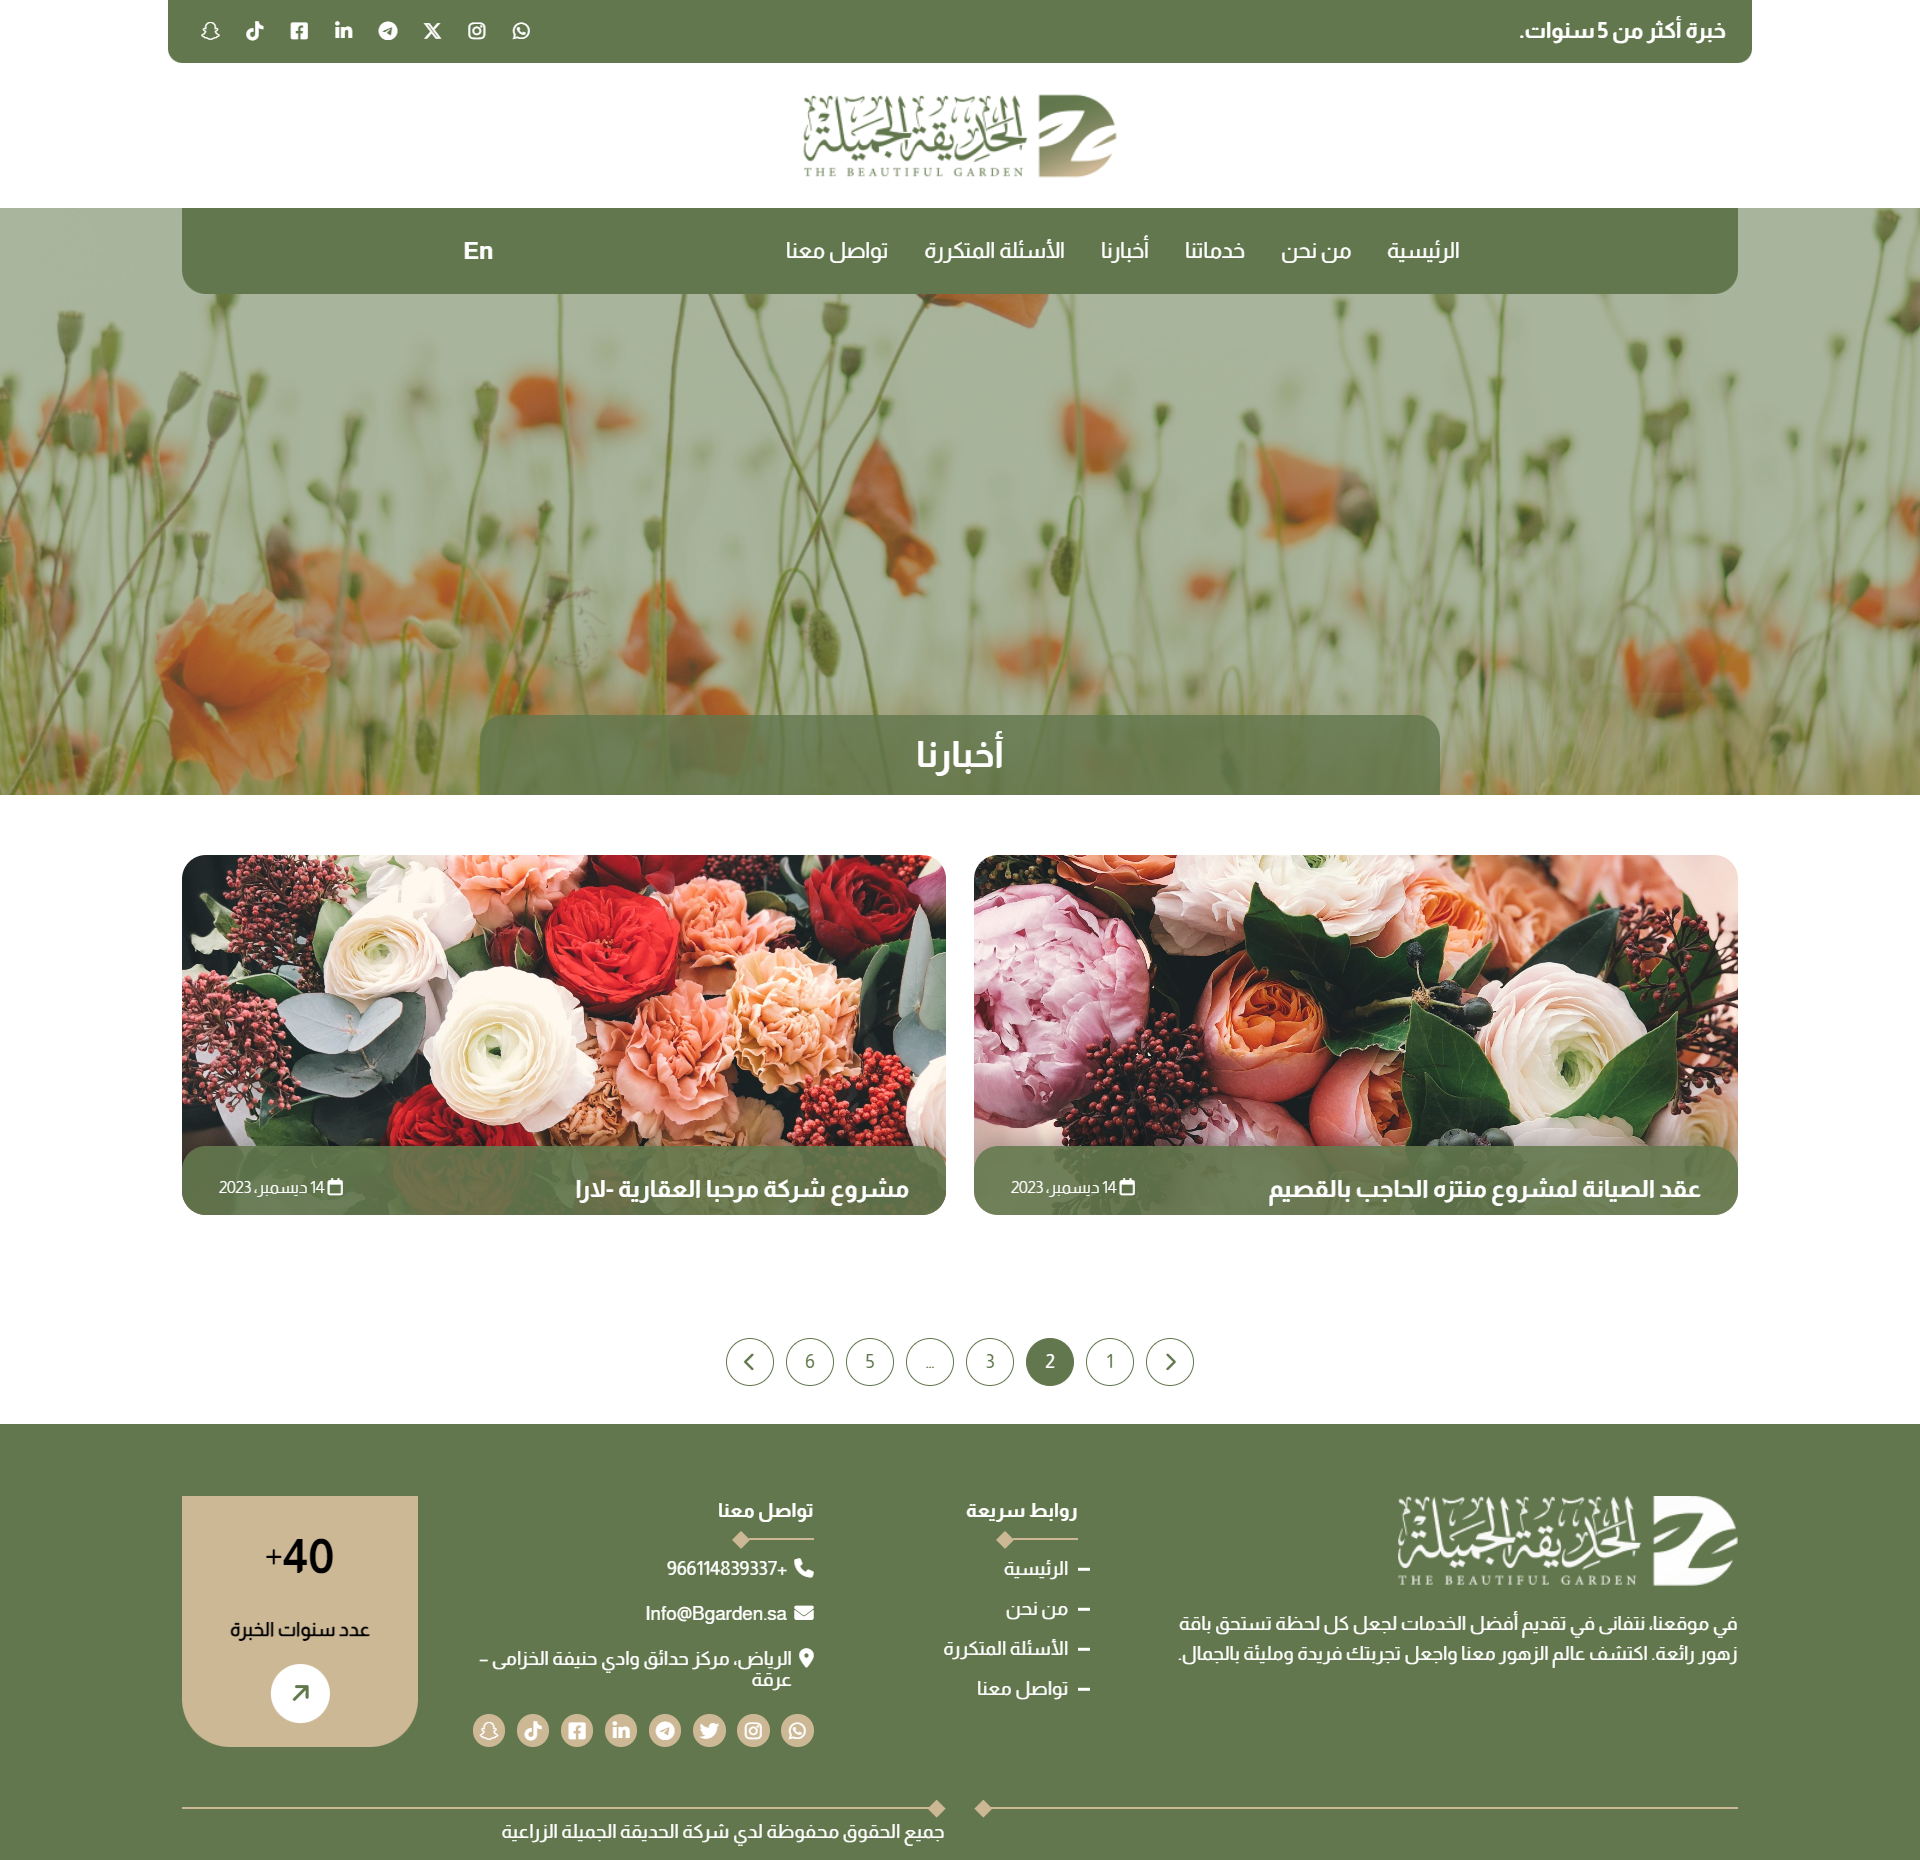 خبرة أكثر من 5 سنوات.
الحديقة الجميلة
THE BEAUTIFUL GARDEN
الرئيسية
من نحن
خدماتنا
أخبارنا
الأسئلة المتكررة
تواصل معنا
En
أخبارنا
عقد الصيانة لمشروع منتزه الحاجب بالقصيم
14 ديسمبر، 2023
مشروع شركة مرحبا العقارية -لارا
14 ديسمبر، 2023
1
2
3
...
5
6
الحديقة الجميلة
THE BEAUTIFUL GARDEN
في موقعنا، نتفانى في تقديم أفضل الخدمات لجعل كل لحظة تستحق باقة
زهور رائعة. اكتشف عالم الزهور معنا واجعل تجربتك فريدة ومليئة بالجمال.
روابط سريعة
الرئيسية
من نحن
الأسئلة المتكررة
تواصل معنا
تواصل معنا
+966114839337
Info@Bgarden.sa
الرياض، مركز حدائق وادي حنيفة الخزامى –
عرقة
+40
عدد سنوات الخبرة
جميع الحقوق محفوظة لدي شركة الحديقة الجميلة الزراعية